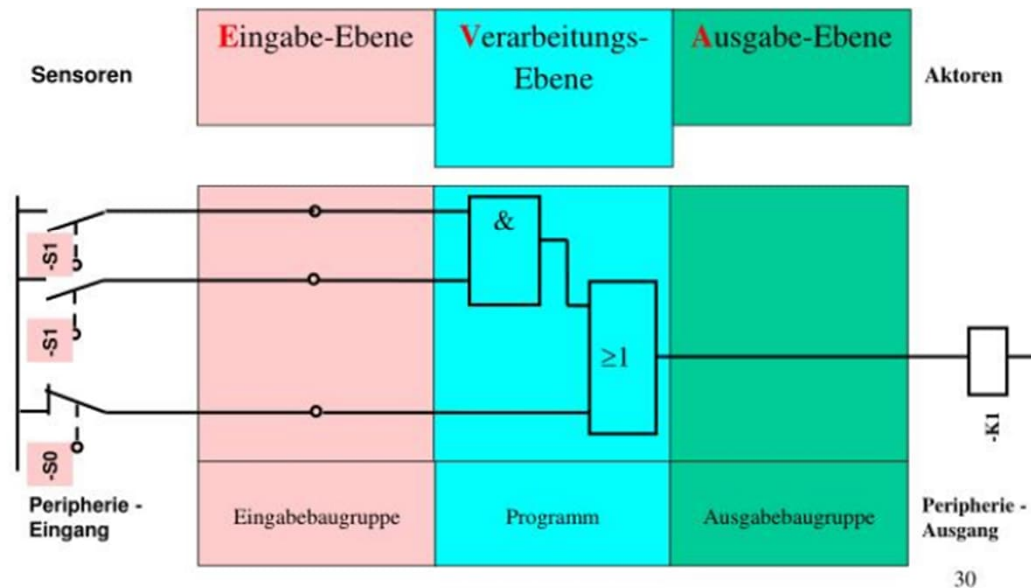 Sensoren
Eingabe-Ebene
Verarbeitungs-
Ebene
Ausgabe-Ebene
Aktoren
-S1
&
-S1
≥1
-K1
-S0
Peripherie -
Eingang
Eingabebaugruppe
Programm
Ausgabebaugruppe
Peripherie -
Ausgang
30